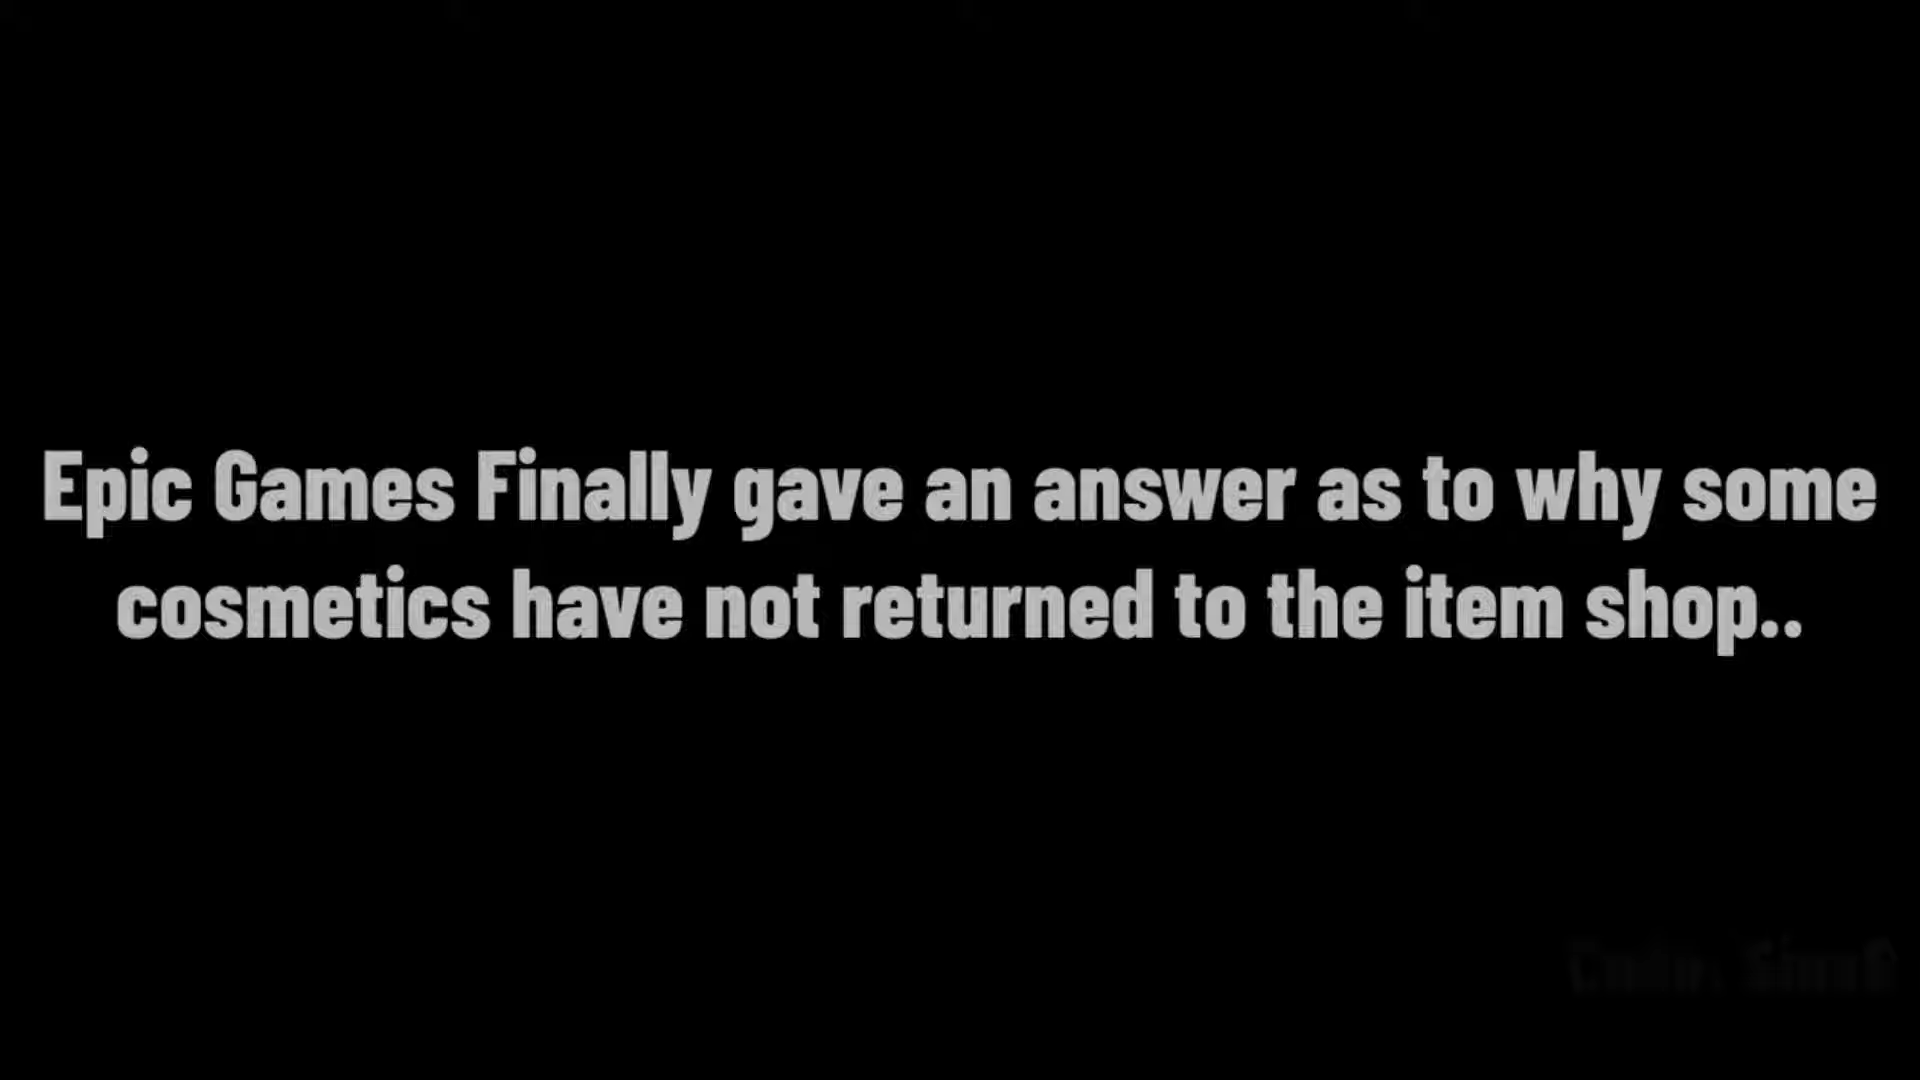 Epic Games Finally gave an answer as to why some
cosmetics have not returned to the item shop..